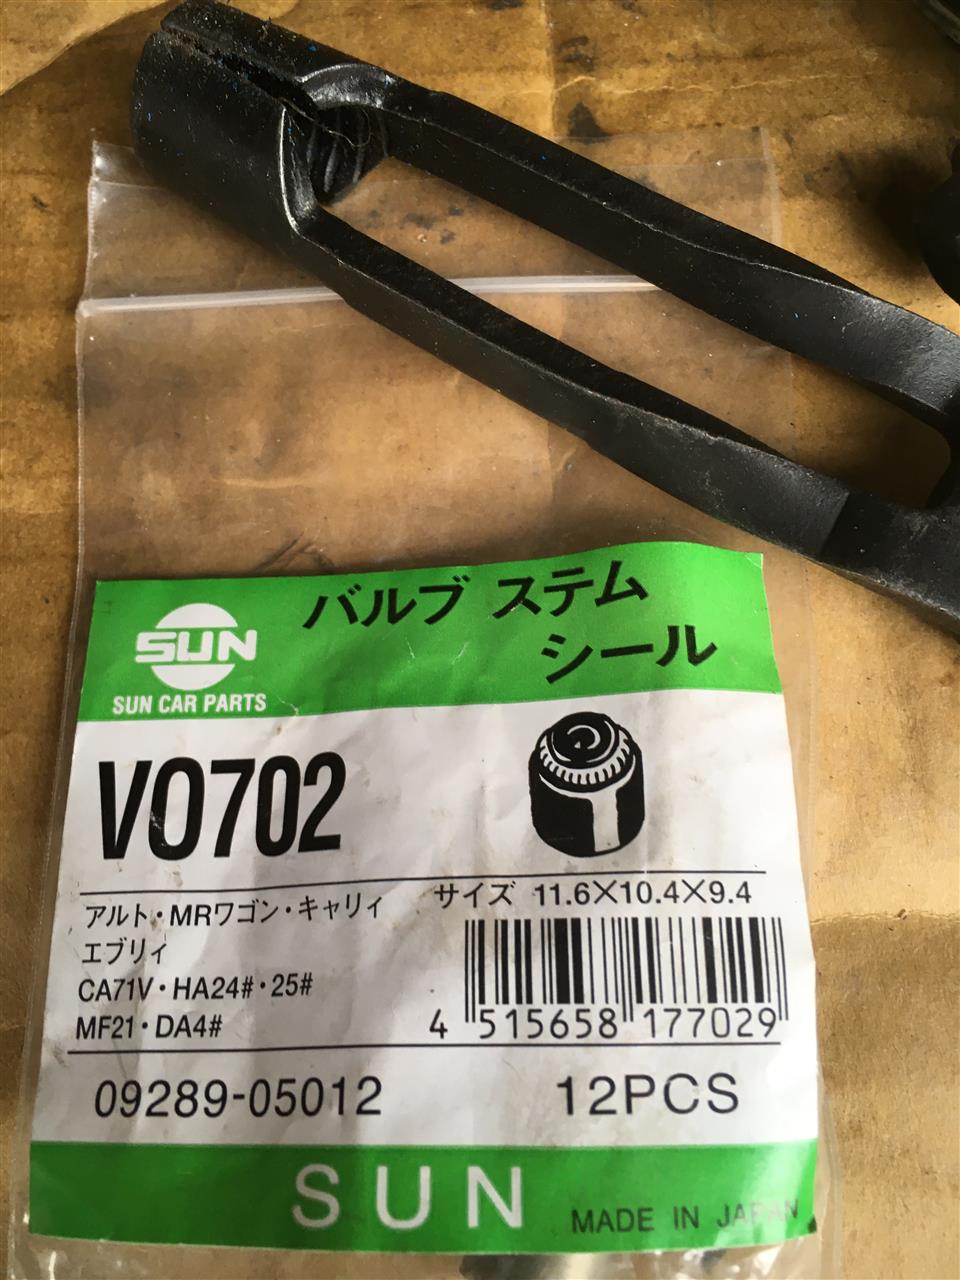 バルブ ステム
シール
SUN
SUN CAR PARTS
VO702
サイズ 11.6×10.4×9.4
アルト・MRワゴン・キャリィ
エブリィ
CA71V・HA24#・25#
MF21・DA4#
4 515658 177029
09289-05012 12PCS
SUN MADE IN JAPAN